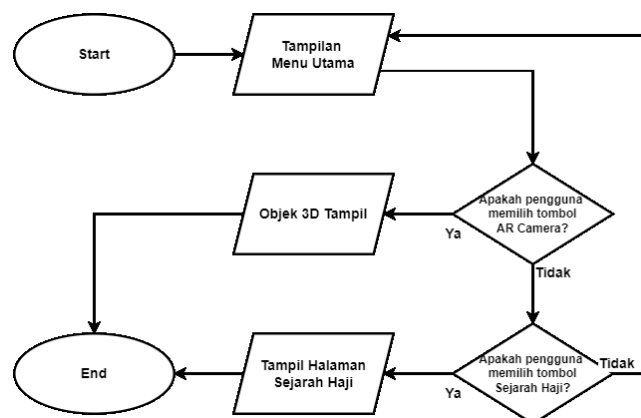 Start
Tampilan
Menu Utama
Objek 3D Tampil
Apakah pengguna
memilih tombol
AR Camera?
Ya
Tidak
End
Tampil Halaman
Sejarah Haji
Ya
Apakah pengguna
memilih tombol
Sejarah Haji?
Tidak